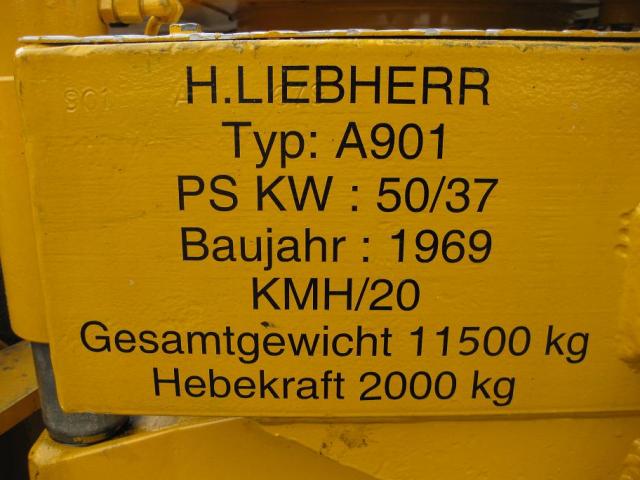 H.LIEBHERR
Typ: A901
PS KW : 50/37
Baujahr : 1969
KMH/20
Gesamtgewicht 11500 kg
Hebekraft 2000 kg